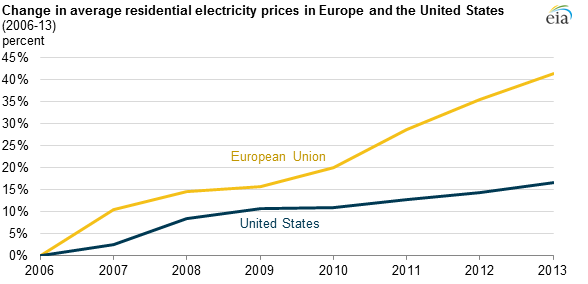 Change in average residential electricity prices in Europe and the United States
(2006-13)
percent
eia
45%
40%
35%
30%
25%
20%
15%
10%
5%
0%
European Union
United States
2006 2007 2008 2009 2010 2011 2012 2013